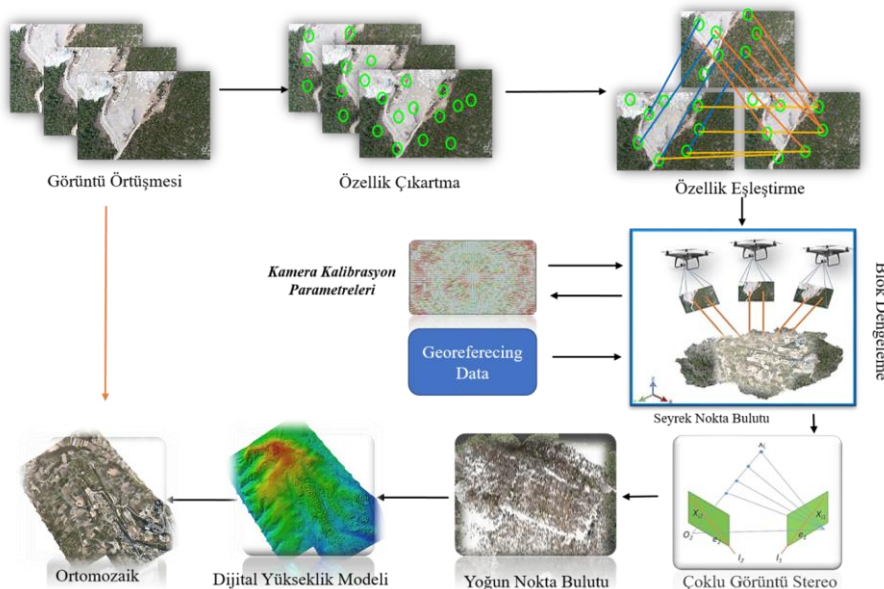 Görüntü Örtüşmesi
Özellik Çıkartma
Özellik Eşleştirme
Kamera Kalibrasyon
Parametreleri
Georeferecing
Data
Blok Dengeleme
Seyrek Nokta Bulutu
Ortomozaik
Dijital Yükseklik Modeli
Yoğun Nokta Bulutu
Çoklu Görüntü Stereo